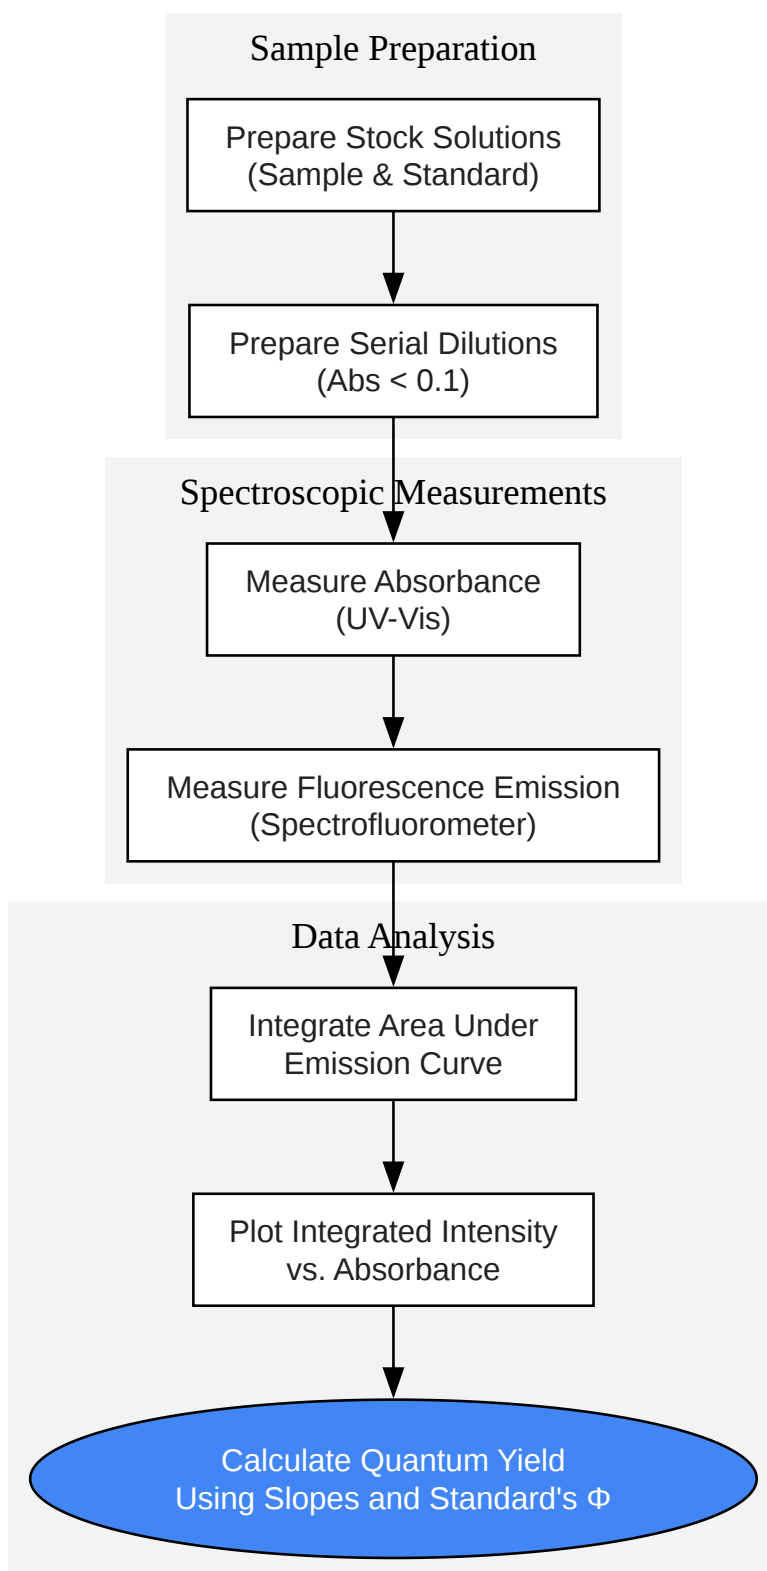 Sample Preparation
Prepare Stock Solutions
(Sample & Standard)
Prepare Serial Dilutions
(Abs < 0.1)
Spectroscopic Measurements
Measure Absorbance
(UV-Vis)
Measure Fluorescence Emission
(Spectrofluorometer)
Data Analysis
Integrate Area Under
Emission Curve
Plot Integrated Intensity
vs. Absorbance
Calculate Quantum Yield
Using Slopes and Standard's Φ